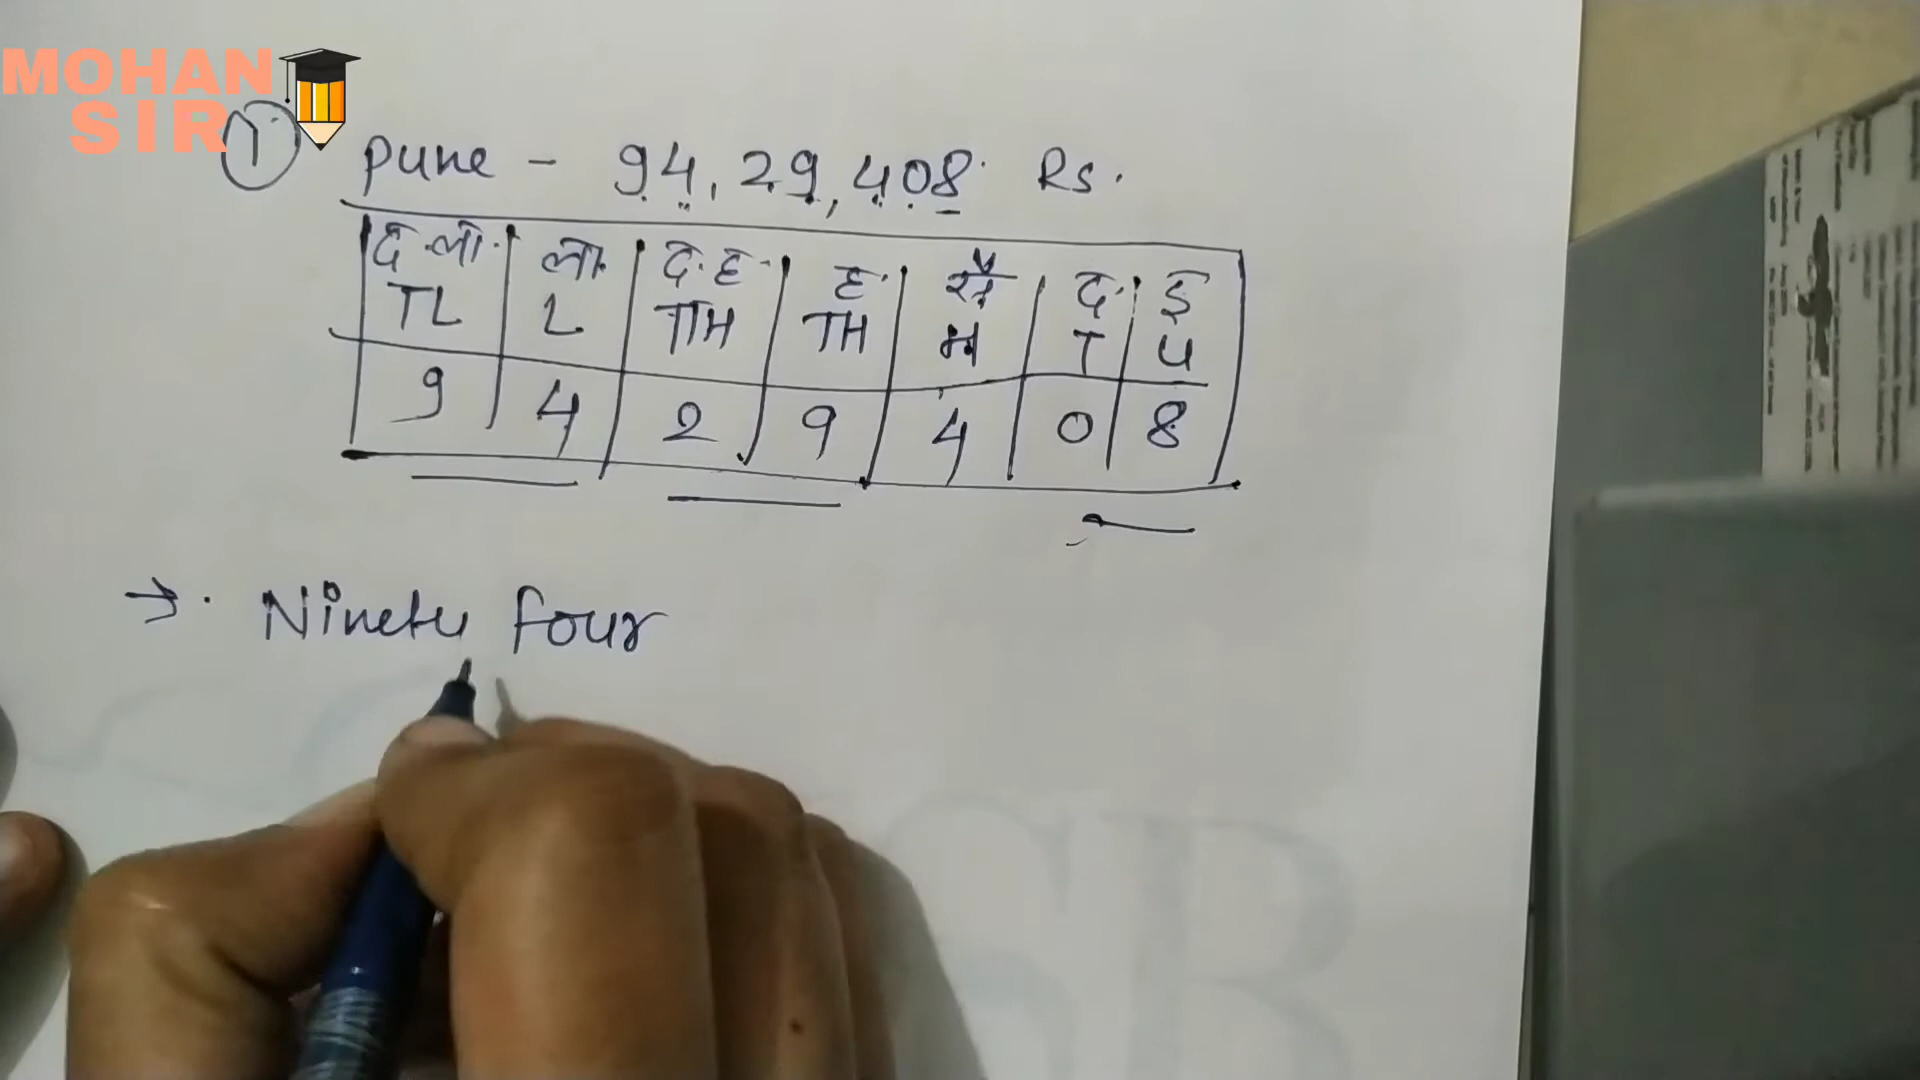 MOHAN
SIR
1 Pune - 94,29,408 Rs.
द.ला. ला. द.ह. ह. द. इ
TL L TTH TH H T U
9 4 2 9 4 0 8
→ Ninety four